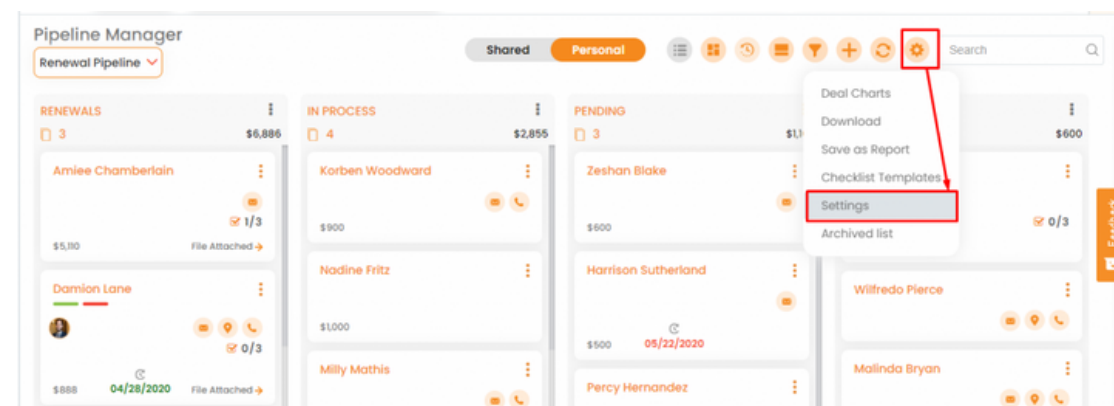 Pipeline Manager
Renewal Pipeline
Shared
Personal
Search
Deal Charts
Download
Save as Report
Checklist Templates
Settings
Archived list
RENEWALS
3
$6,886
Amiee Chamberlain
1/3
$5,110
File Attached
Damion Lane
0/3
$888
04/28/2020
File Attached
IN PROCESS
4
$2,855
Korben Woodward
$900
Nadine Fritz
$1,000
Milly Mathis
PENDING
3
Zeshan Blake
$600
Harrison Sutherland
$500
05/22/2020
Percy Hernandez
$600
0/3
Wilfredo Pierce
Malinda Bryan
Feedback